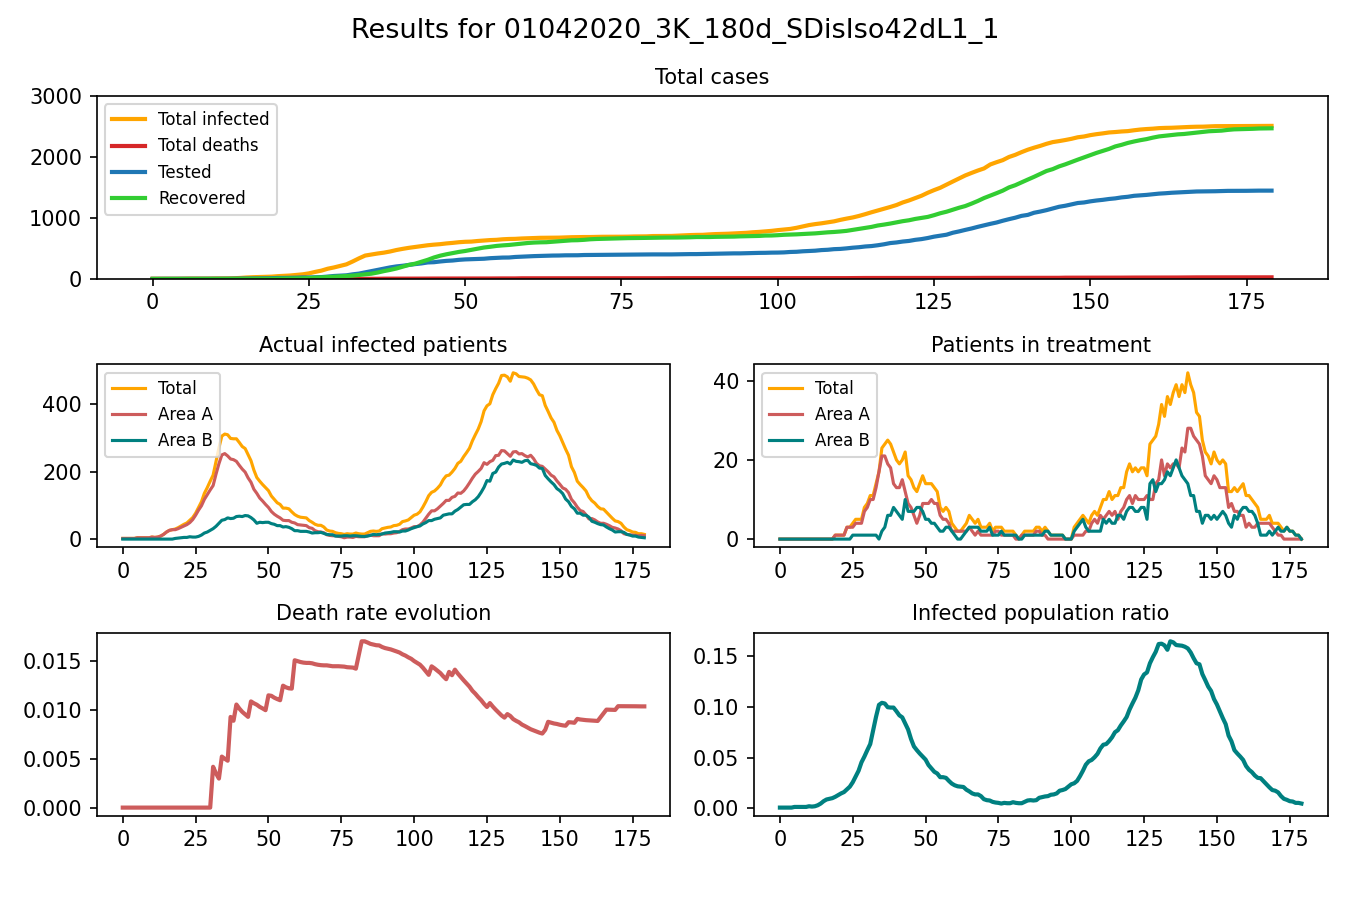 Results for 01042020_3K_180d_SDisIso42dL1_1
Total cases
3000
2000
1000
0
Total infected
Total deaths
Tested
Recovered
0 25 50 75 100 125 150 175
Actual infected patients
400
200
0
Total
Area A
Area B
0 25 50 75 100 125 150 175
Patients in treatment
40
20
0
Total
Area A
Area B
0 25 50 75 100 125 150 175
Death rate evolution
0.015
0.010
0.005
0.000
0 25 50 75 100 125 150 175
Infected population ratio
0.15
0.10
0.05
0.00
0 25 50 75 100 125 150 175